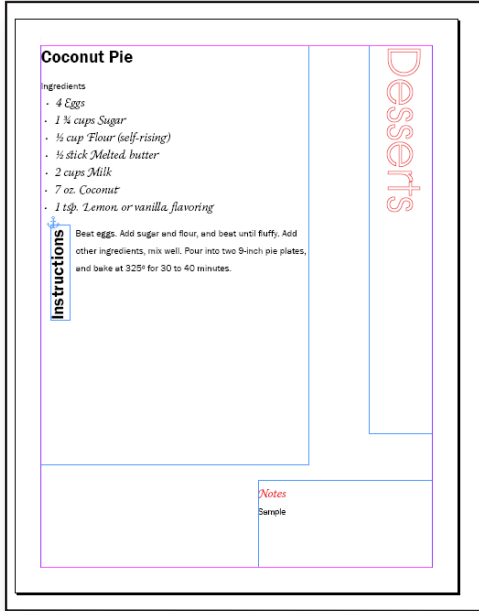 Coconut Pie
Desserts
Ingredients
• 4 Eggs
• 1 ¾ cups Sugar
• ½ cup Flour (self-rising)
• ½ stick Melted butter
• 2 cups Milk
• 7 oz. Coconut
• 1 tsp. Lemon or vanilla flavoring
Instructions
Beat eggs. Add sugar and flour, and beat until fluffy. Add
other ingredients, mix well. Pour into two 9-inch pie plates,
and bake at 325º for 30 to 40 minutes.
Notes
Sample